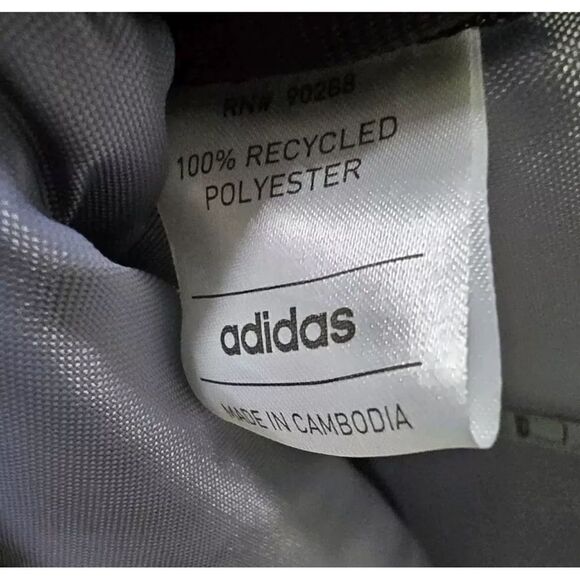 RN# 90268
100% RECYCLED
POLYESTER
adidas
MADE IN CAMBODIA